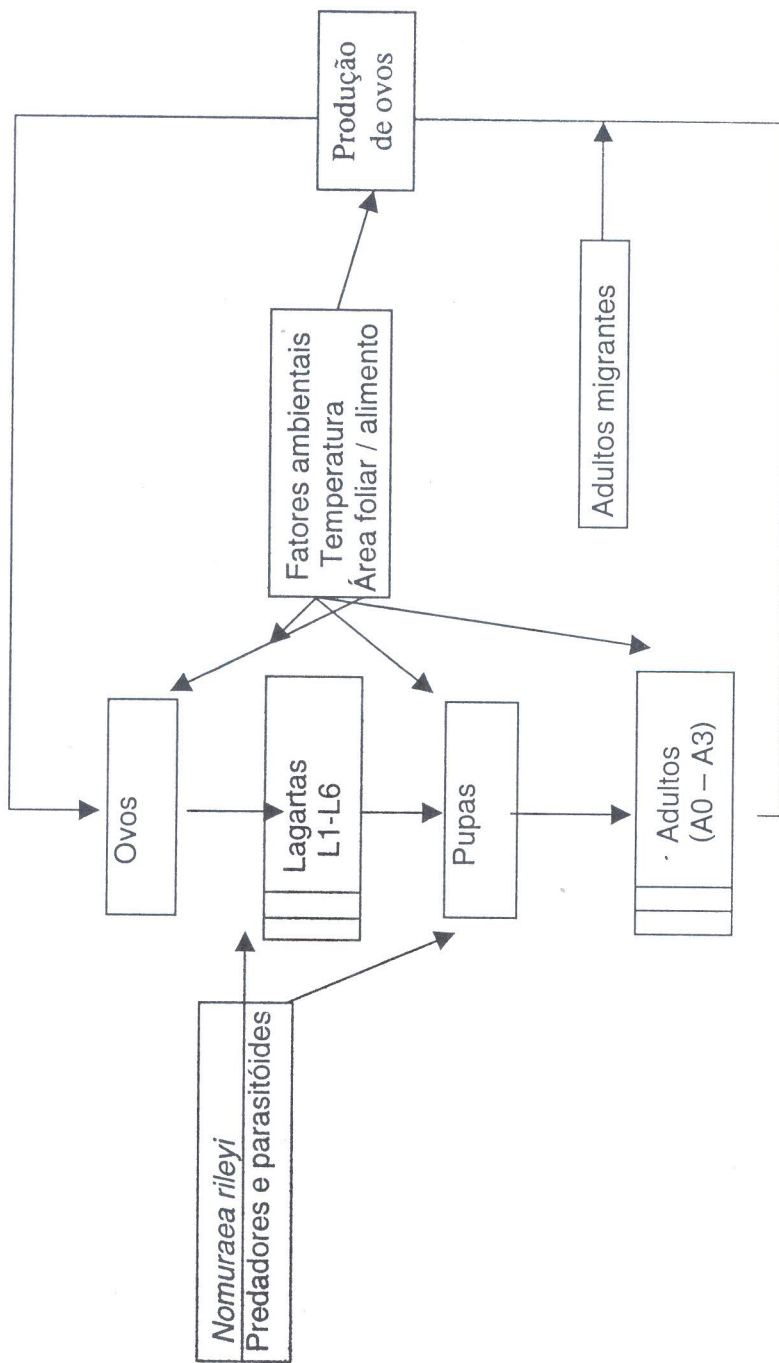 Nomuraea rileyi
Predadores e parasitóides
Ovos
Lagartas
L1-L6
Pupas
Adultos
(A0 – A3)
Fatores ambientais
Temperatura
Área foliar / alimento
Adultos migrantes
Produção
de ovos